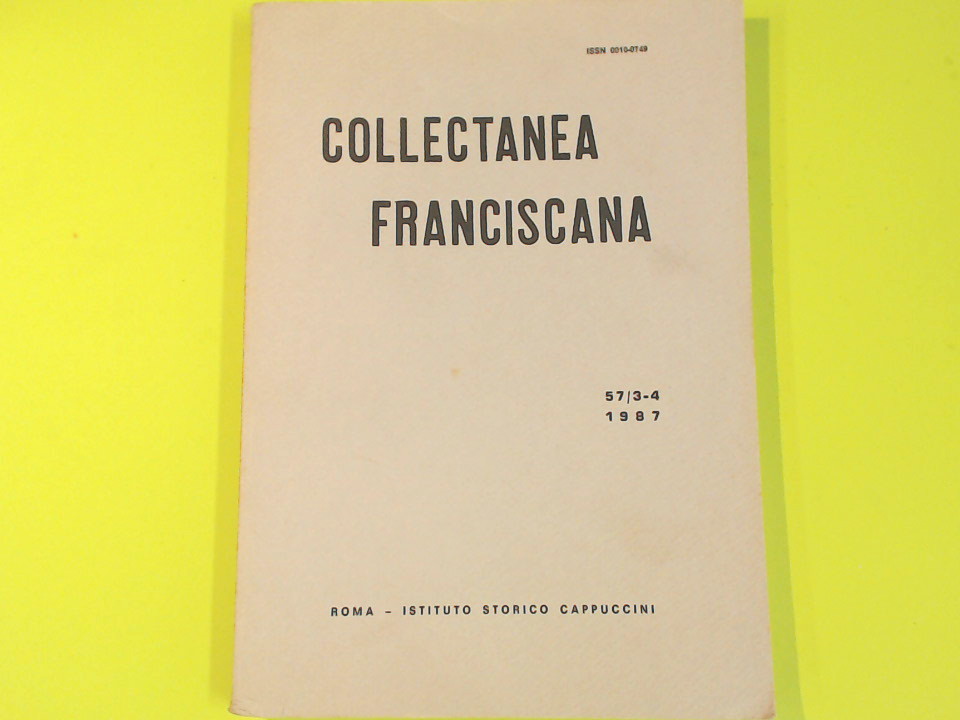 ISSN 0010-0749
COLLECTANEA
FRANCISCANA
57/3-4
1987
ROMA – ISTITUTO STORICO CAPPUCCINI